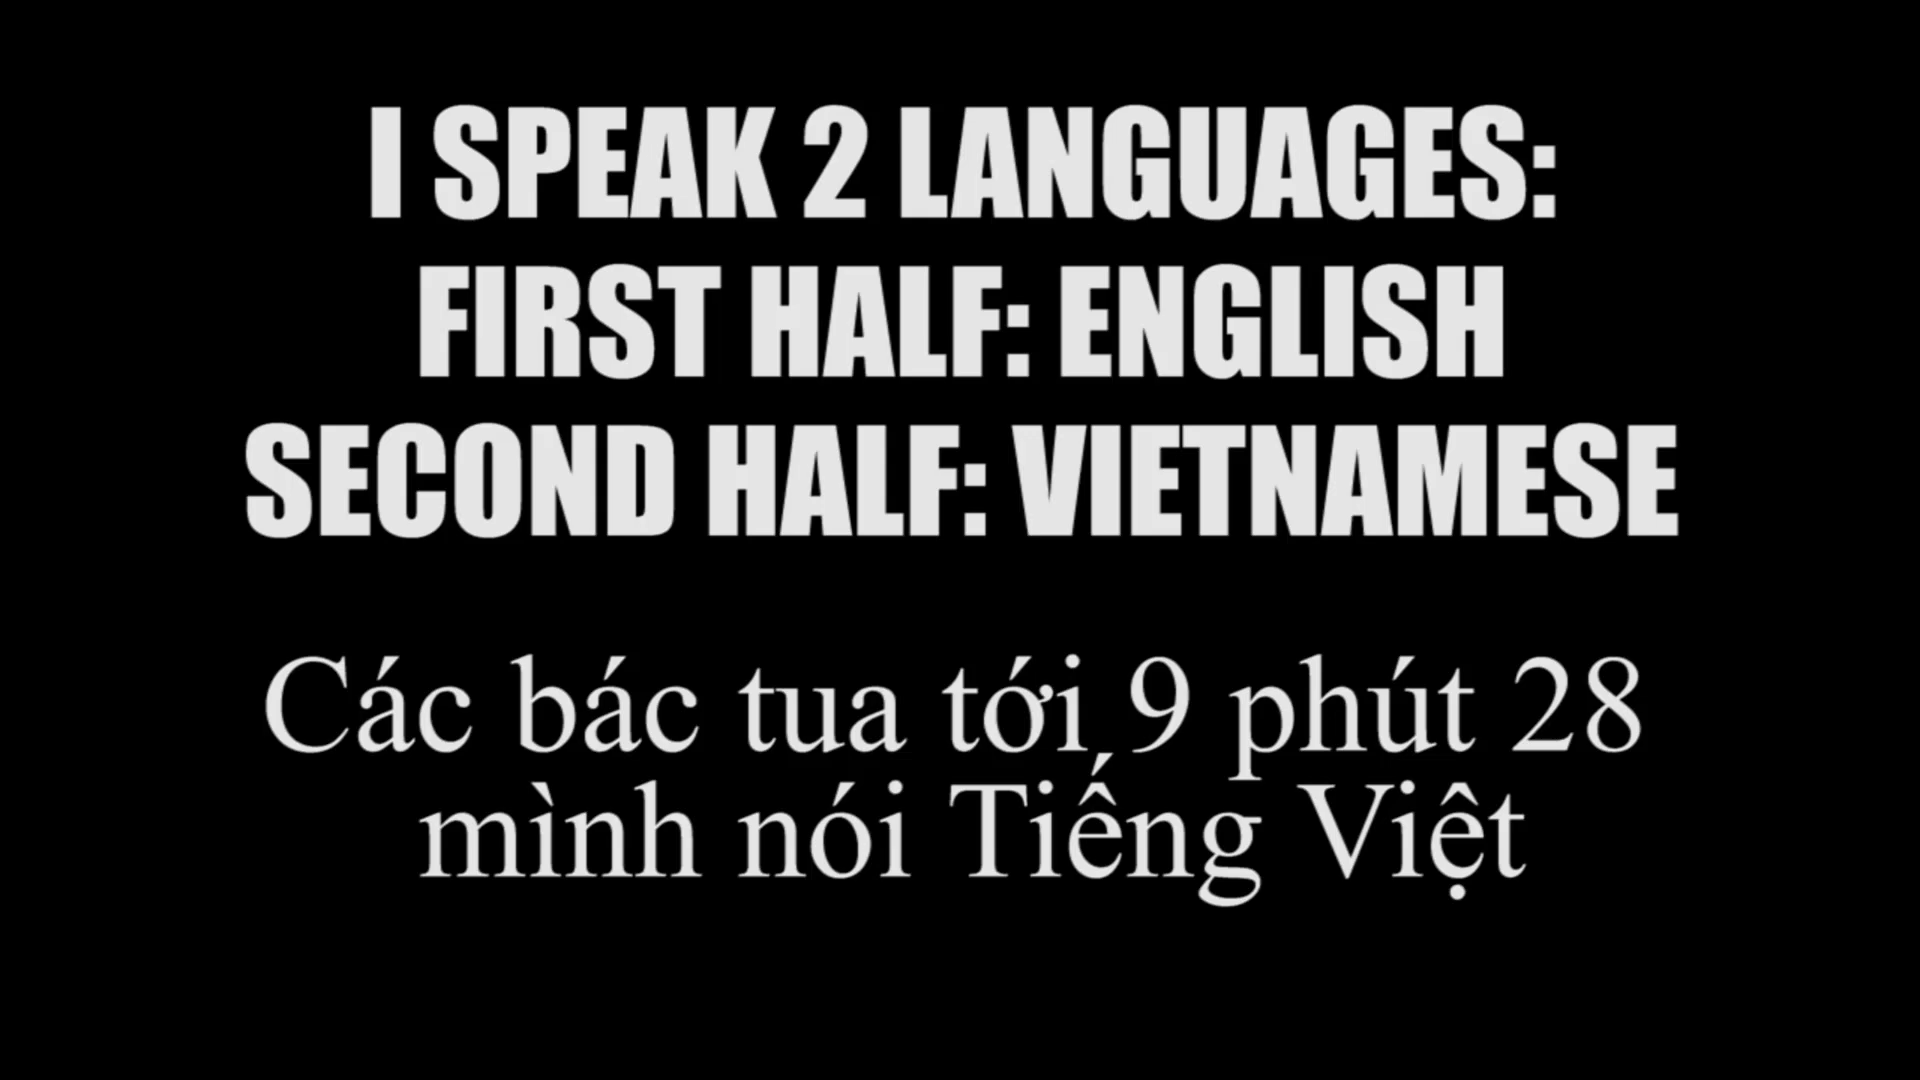 I SPEAK 2 LANGUAGES:
FIRST HALF: ENGLISH
SECOND HALF: VIETNAMESE
Các bác tua tới 9 phút 28
mình nói Tiếng Việt